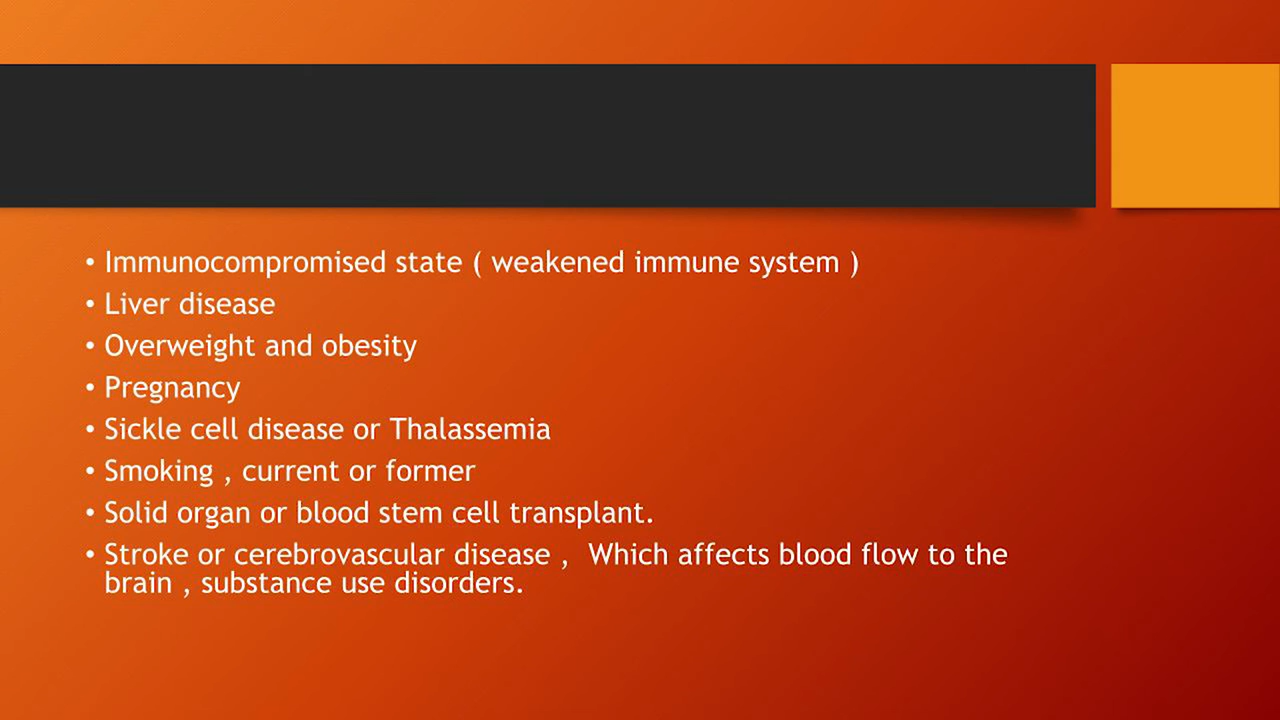 • Immunocompromised state ( weakened immune system )
• Liver disease
• Overweight and obesity
• Pregnancy
• Sickle cell disease or Thalassemia
• Smoking , current or former
• Solid organ or blood stem cell transplant.
• Stroke or cerebrovascular disease ,  Which affects blood flow to the
brain , substance use disorders.